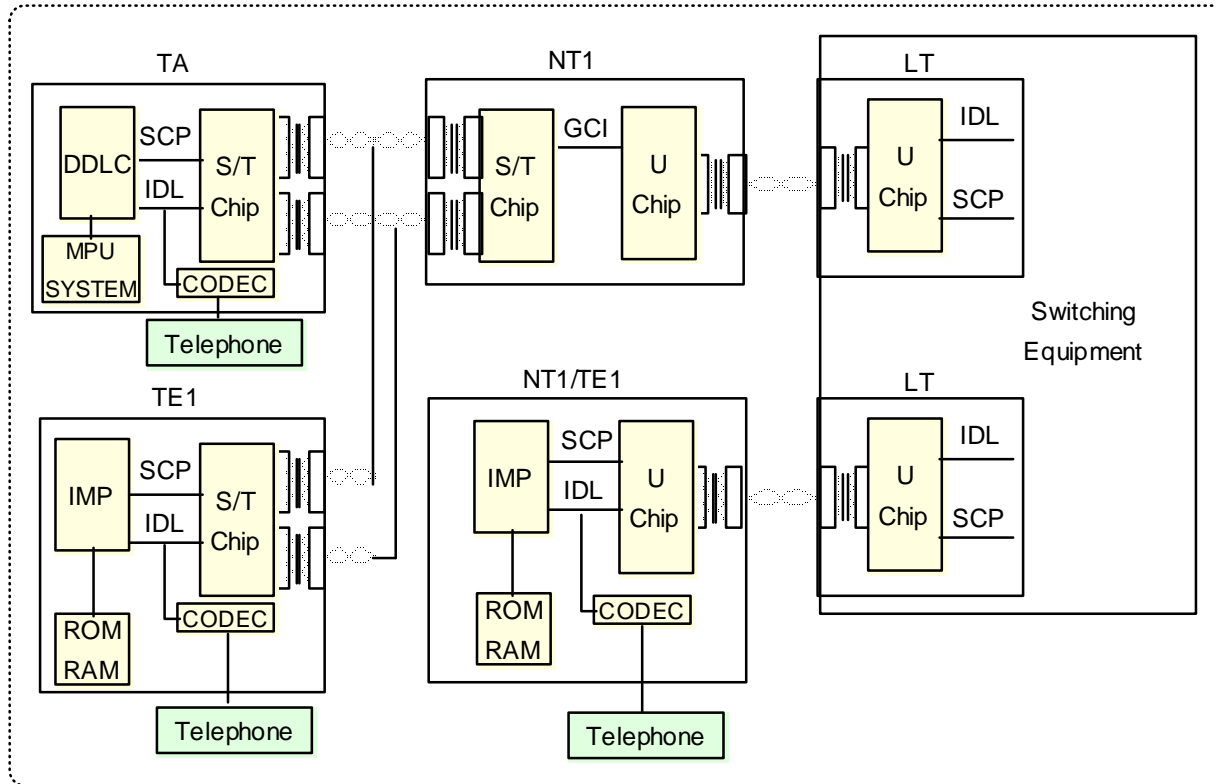 TA
DDLC
SCP
IDL
S/T
Chip
MPU
SYSTEM
CODEC
Telephone
NT1
S/T
Chip
GCI
U
Chip
LT
U
Chip
IDL
SCP
Switching
Equipment
TE1
IMP
SCP
IDL
S/T
Chip
ROM
RAM
CODEC
Telephone
NT1/TE1
IMP
SCP
IDL
U
Chip
ROM
RAM
CODEC
Telephone
LT
U
Chip
IDL
SCP